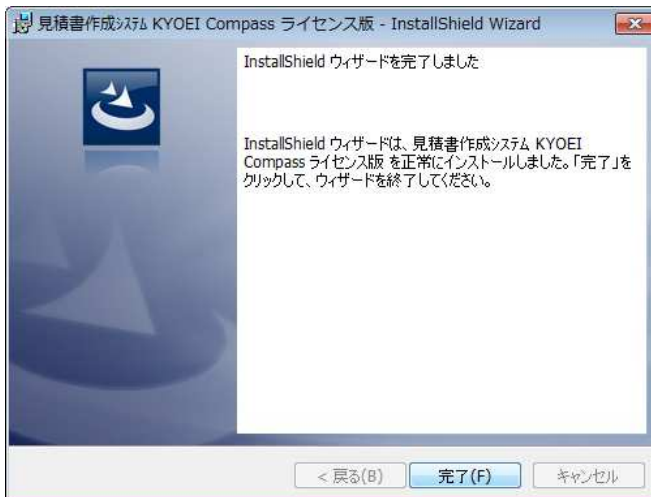 見積書作成ｼｽﾃﾑ KYOEI Compass ライセンス版 - InstallShield Wizard
InstallShield ウィザードを完了しました
InstallShield ウィザードは、見積書作成ｼｽﾃﾑ KYOEI
Compass ライセンス版 を正常にインストールしました。「完了」を
クリックして、ウィザードを終了してください。
< 戻る(B)
完了(F)
キャンセル